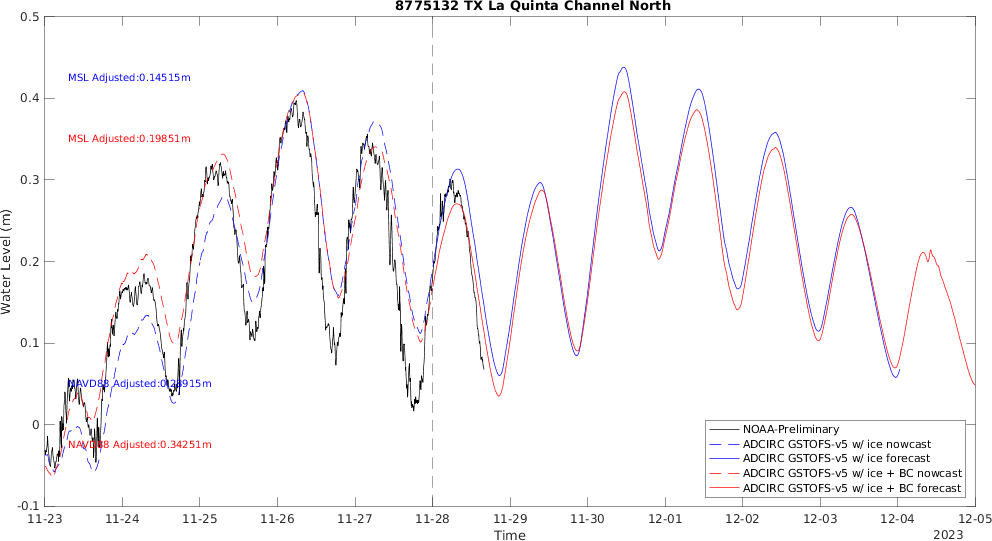 8775132 TX La Quinta Channel North
Water Level (m)
0.5
0.4
0.3
0.2
0.1
0
-0.1
MSL Adjusted:0.14515m
MSL Adjusted:0.19851m
NAVD88 Adjusted:0.28915m
NAVD88 Adjusted:0.34251m
NOAA-Preliminary
ADCIRC GSTOFS-v5 w/ ice nowcast
ADCIRC GSTOFS-v5 w/ ice forecast
ADCIRC GSTOFS-v5 w/ ice + BC nowcast
ADCIRC GSTOFS-v5 w/ ice + BC forecast
11-23 11-24 11-25 11-26 11-27 11-28 11-29 11-30 12-01 12-02 12-03 12-04 12-05
Time
2023